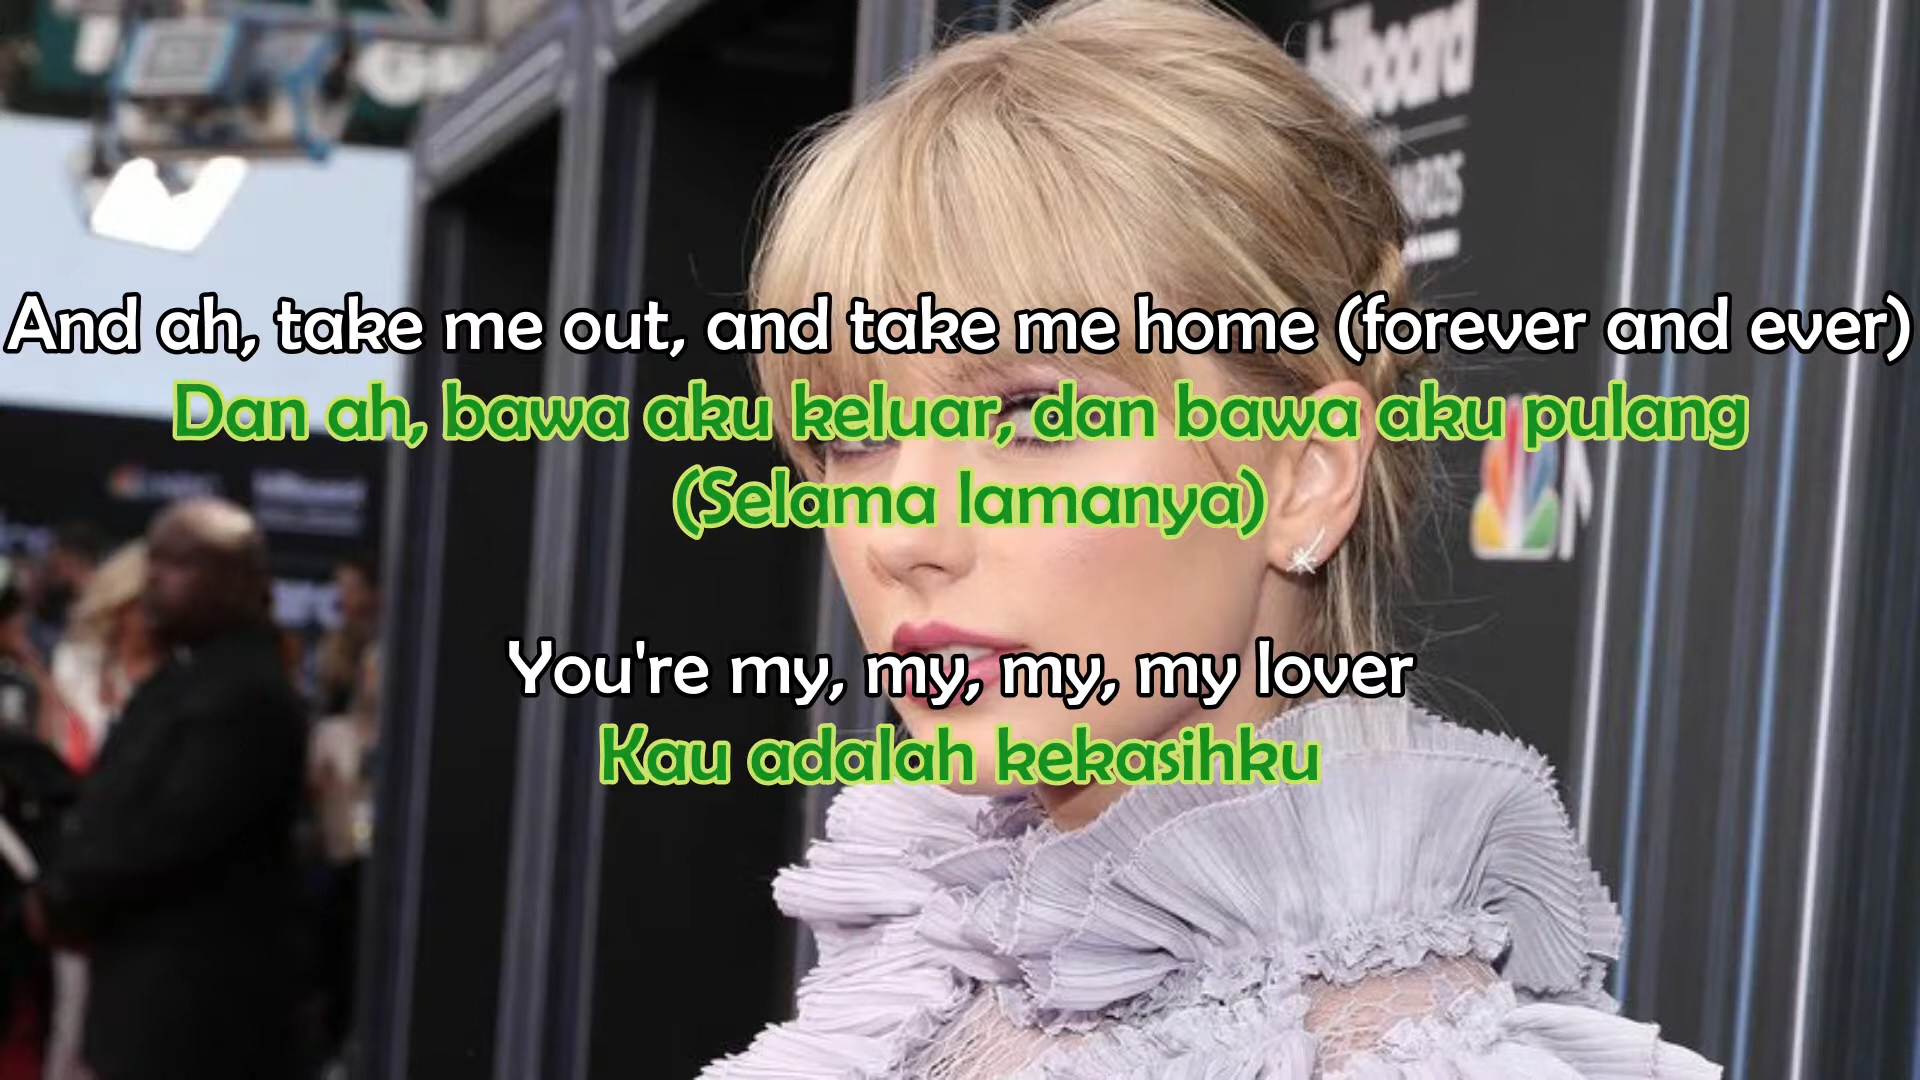 billboard
And ah, take me out, and take me home (forever and ever)
Dan ah, bawa aku keluar, dan bawa aku pulang
(Selama lamanya)
You're my, my, my, my lover
Kau adalah kekasihku